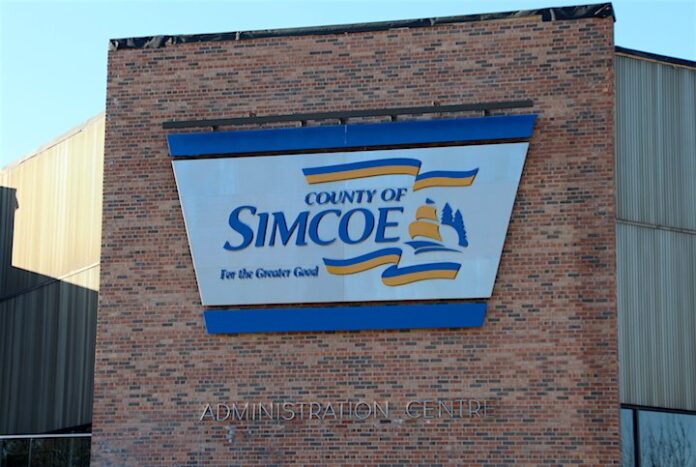 COUNTY OF
SIMCOE
For the Greater Good
ADMINISTRATION CENTRE